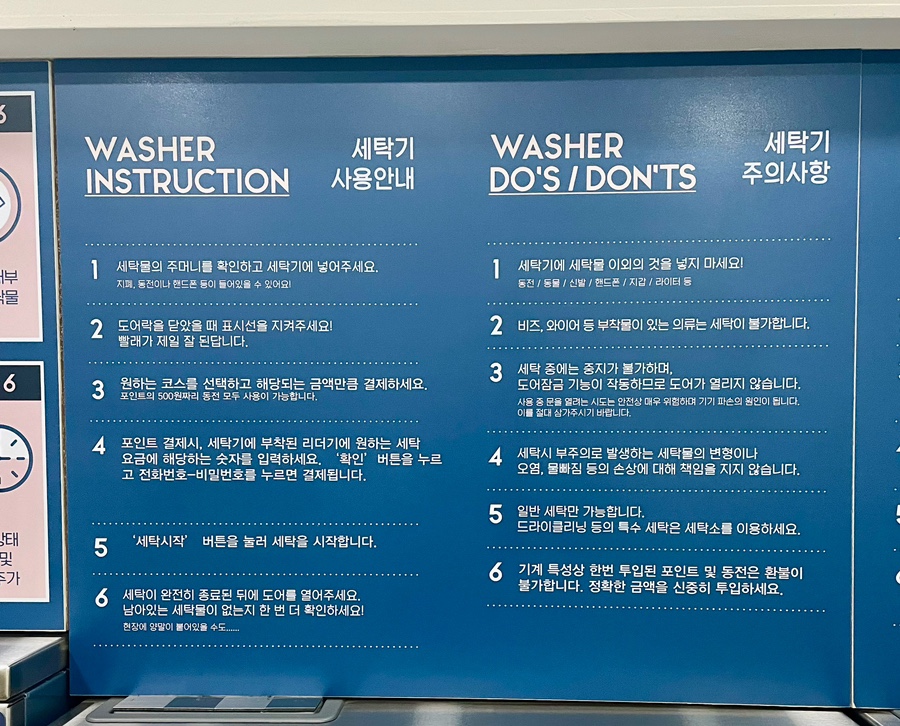 6
부
물
6
상태
및
추가
WASHER
INSTRUCTION
세탁기
사용안내
1 세탁물의 주머니를 확인하고 세탁기에 넣어주세요.
지폐, 동전이나 핸드폰 등이 들어있을 수 있어요!
2 도어락을 닫았을 때 표시선을 지켜주세요!
빨래가 제일 잘 된답니다.
3 원하는 코스를 선택하고 해당되는 금액만큼 결제하세요.
포인트의 500원짜리 동전 모두 사용이 가능합니다.
4 포인트 결제시, 세탁기에 부착된 리더기에 원하는 세탁
요금에 해당하는 숫자를 입력하세요. ‘확인’ 버튼을 누르
고 전화번호-비밀번호를 누르면 결제됩니다.
5 ‘세탁시작’ 버튼을 눌러 세탁을 시작합니다.
6 세탁이 완전히 종료된 뒤에 도어를 열어주세요.
남아있는 세탁물이 없는지 한 번 더 확인하세요!
현장에 양말이 붙어있을 수도......
WASHER
DO'S / DON'TS
세탁기
주의사항
1 세탁기에 세탁물 이외의 것을 넣지 마세요!
동전 / 동물 / 신발 / 핸드폰 / 지갑 / 라이터 등
2 비즈, 와이어 등 부착물이 있는 의류는 세탁이 불가합니다.
3 세탁 중에는 중지가 불가하며,
도어잠금 기능이 작동하므로 도어가 열리지 않습니다.
사용 중 문을 열려는 시도는 안전상 매우 위험하며 기기 파손의 원인이 됩니다.
이를 절대 삼가주시기 바랍니다.
4 세탁시 부주의로 발생하는 세탁물의 변형이나
오염, 물빠짐 등의 손상에 대해 책임을 지지 않습니다.
5 일반 세탁만 가능합니다.
드라이클리닝 등의 특수 세탁은 세탁소를 이용하세요.
6 기계 특성상 한번 투입된 포인트 및 동전은 환불이
불가합니다. 정확한 금액을 신중히 투입하세요.